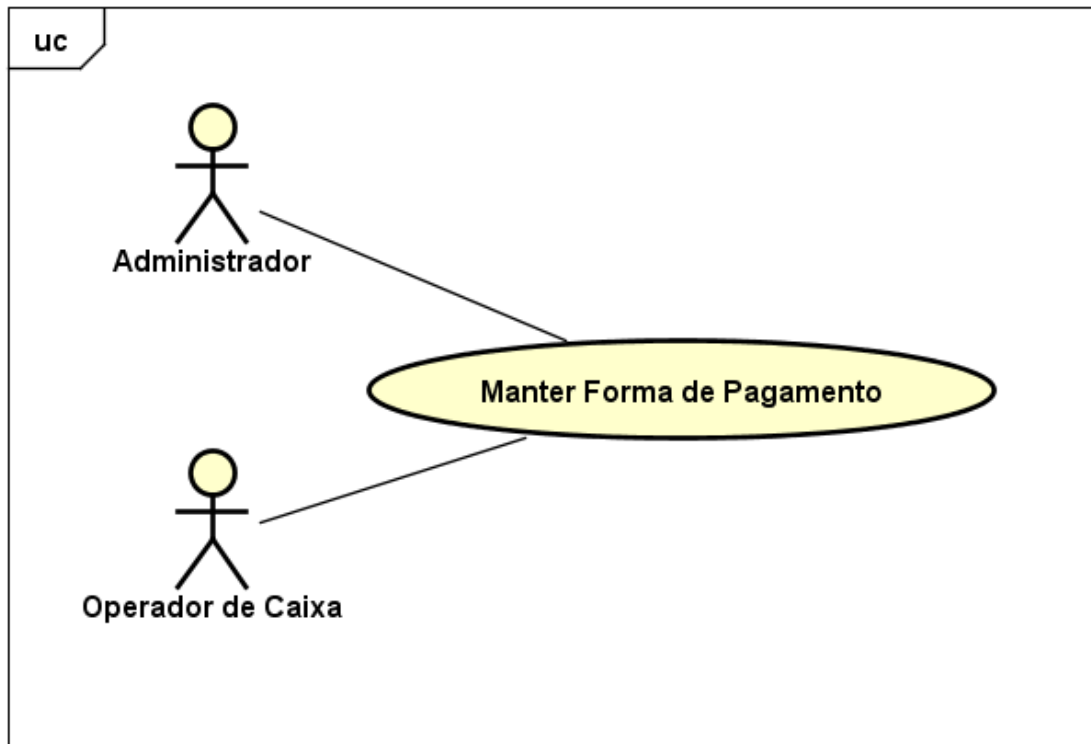 uc
Administrador
Manter Forma de Pagamento
Operador de Caixa